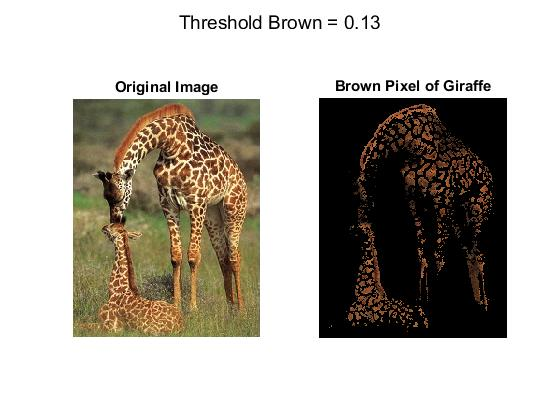 Threshold Brown = 0.13
Original Image
Brown Pixel of Giraffe